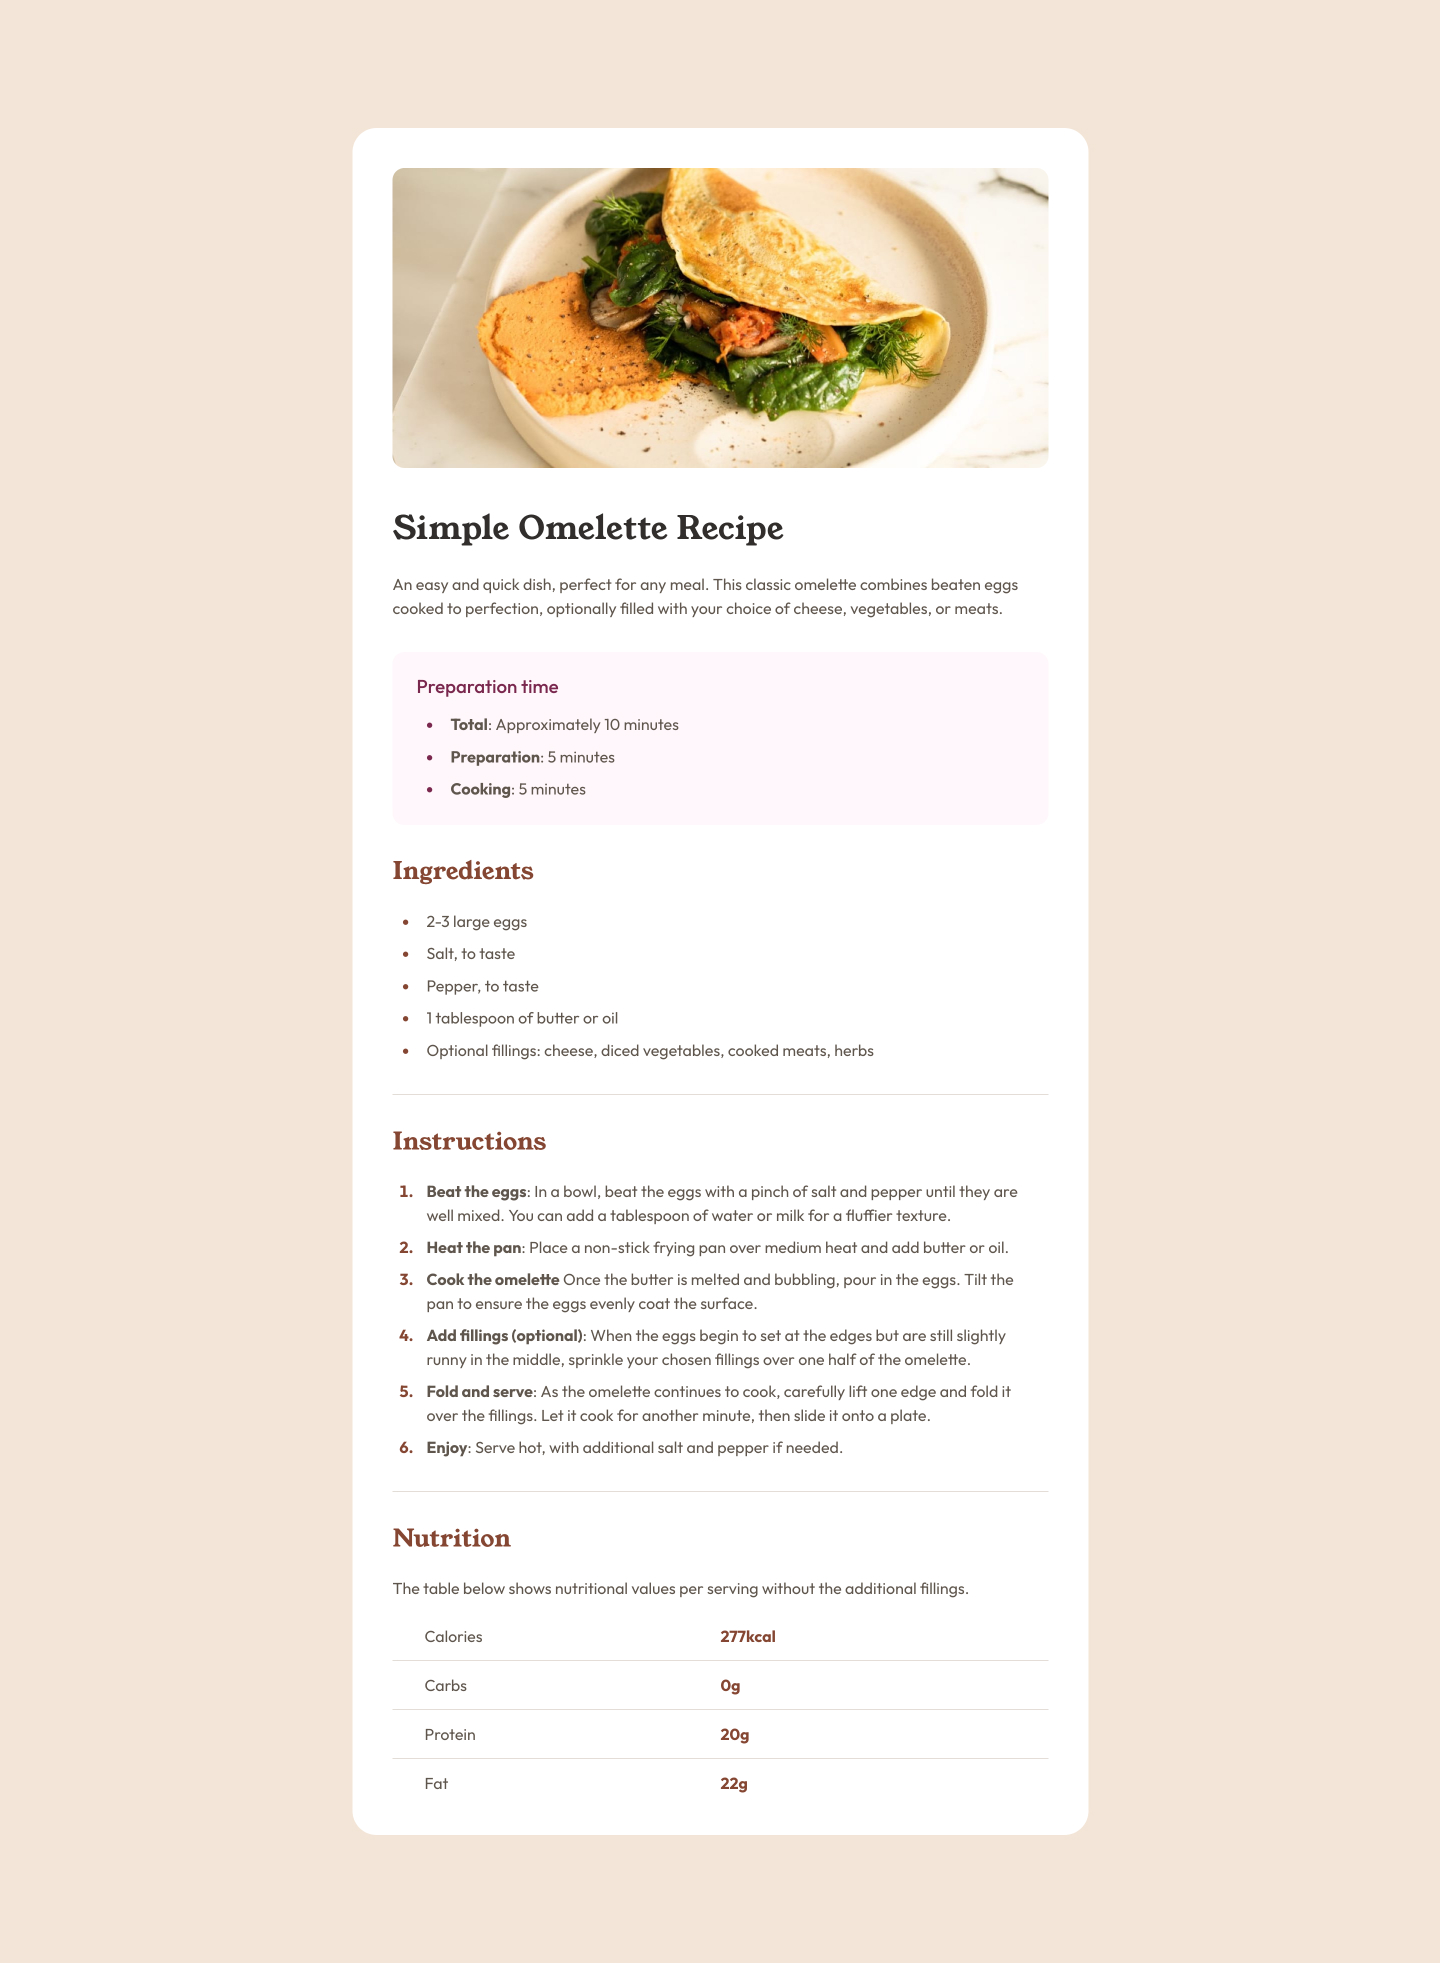 Simple Omelette Recipe
An easy and quick dish, perfect for any meal. This classic omelette combines beaten eggs
cooked to perfection, optionally filled with your choice of cheese, vegetables, or meats.
Preparation time
• Total: Approximately 10 minutes
• Preparation: 5 minutes
• Cooking: 5 minutes
Ingredients
• 2-3 large eggs
• Salt, to taste
• Pepper, to taste
• 1 tablespoon of butter or oil
• Optional fillings: cheese, diced vegetables, cooked meats, herbs
Instructions
1. Beat the eggs: In a bowl, beat the eggs with a pinch of salt and pepper until they are
well mixed. You can add a tablespoon of water or milk for a fluffier texture.
2. Heat the pan: Place a non-stick frying pan over medium heat and add butter or oil.
3. Cook the omelette Once the butter is melted and bubbling, pour in the eggs. Tilt the
pan to ensure the eggs evenly coat the surface.
4. Add fillings (optional): When the eggs begin to set at the edges but are still slightly
runny in the middle, sprinkle your chosen fillings over one half of the omelette.
5. Fold and serve: As the omelette continues to cook, carefully lift one edge and fold it
over the fillings. Let it cook for another minute, then slide it onto a plate.
6. Enjoy: Serve hot, with additional salt and pepper if needed.
Nutrition
The table below shows nutritional values per serving without the additional fillings.
Calories 277kcal
Carbs 0g
Protein 20g
Fat 22g